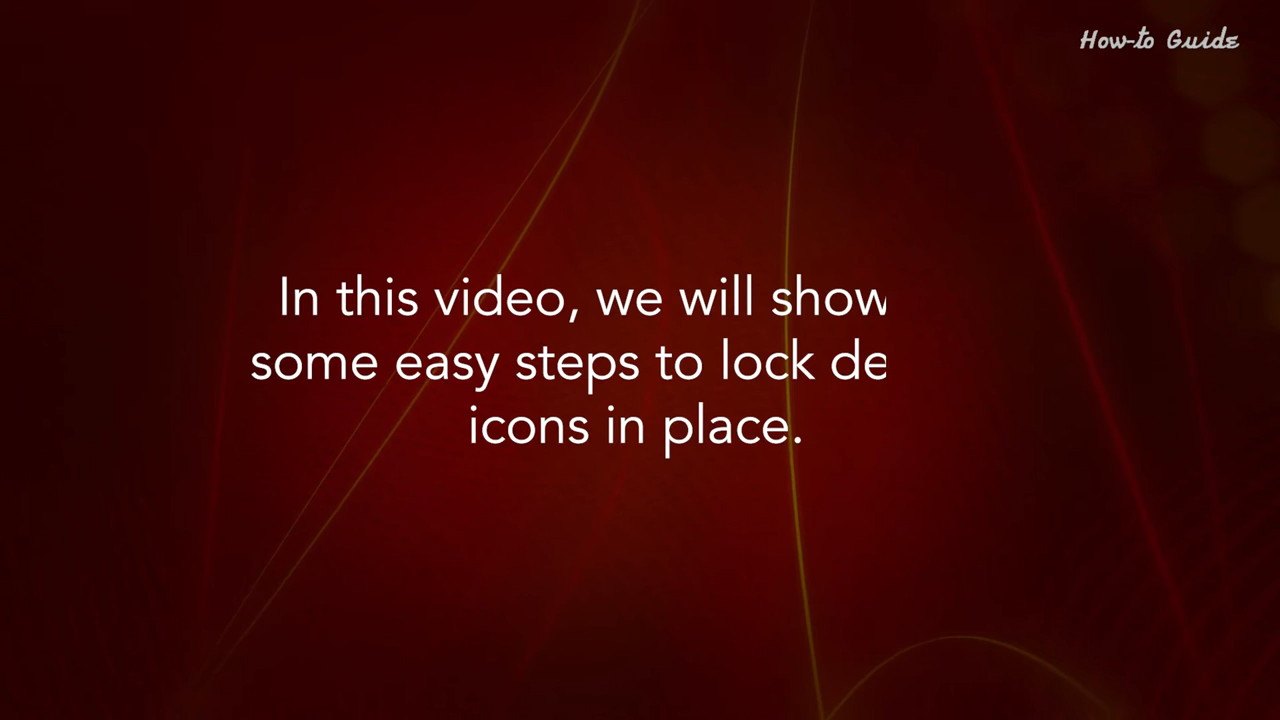 How-to Guide
In this video, we will show
some easy steps to lock de
icons in place.